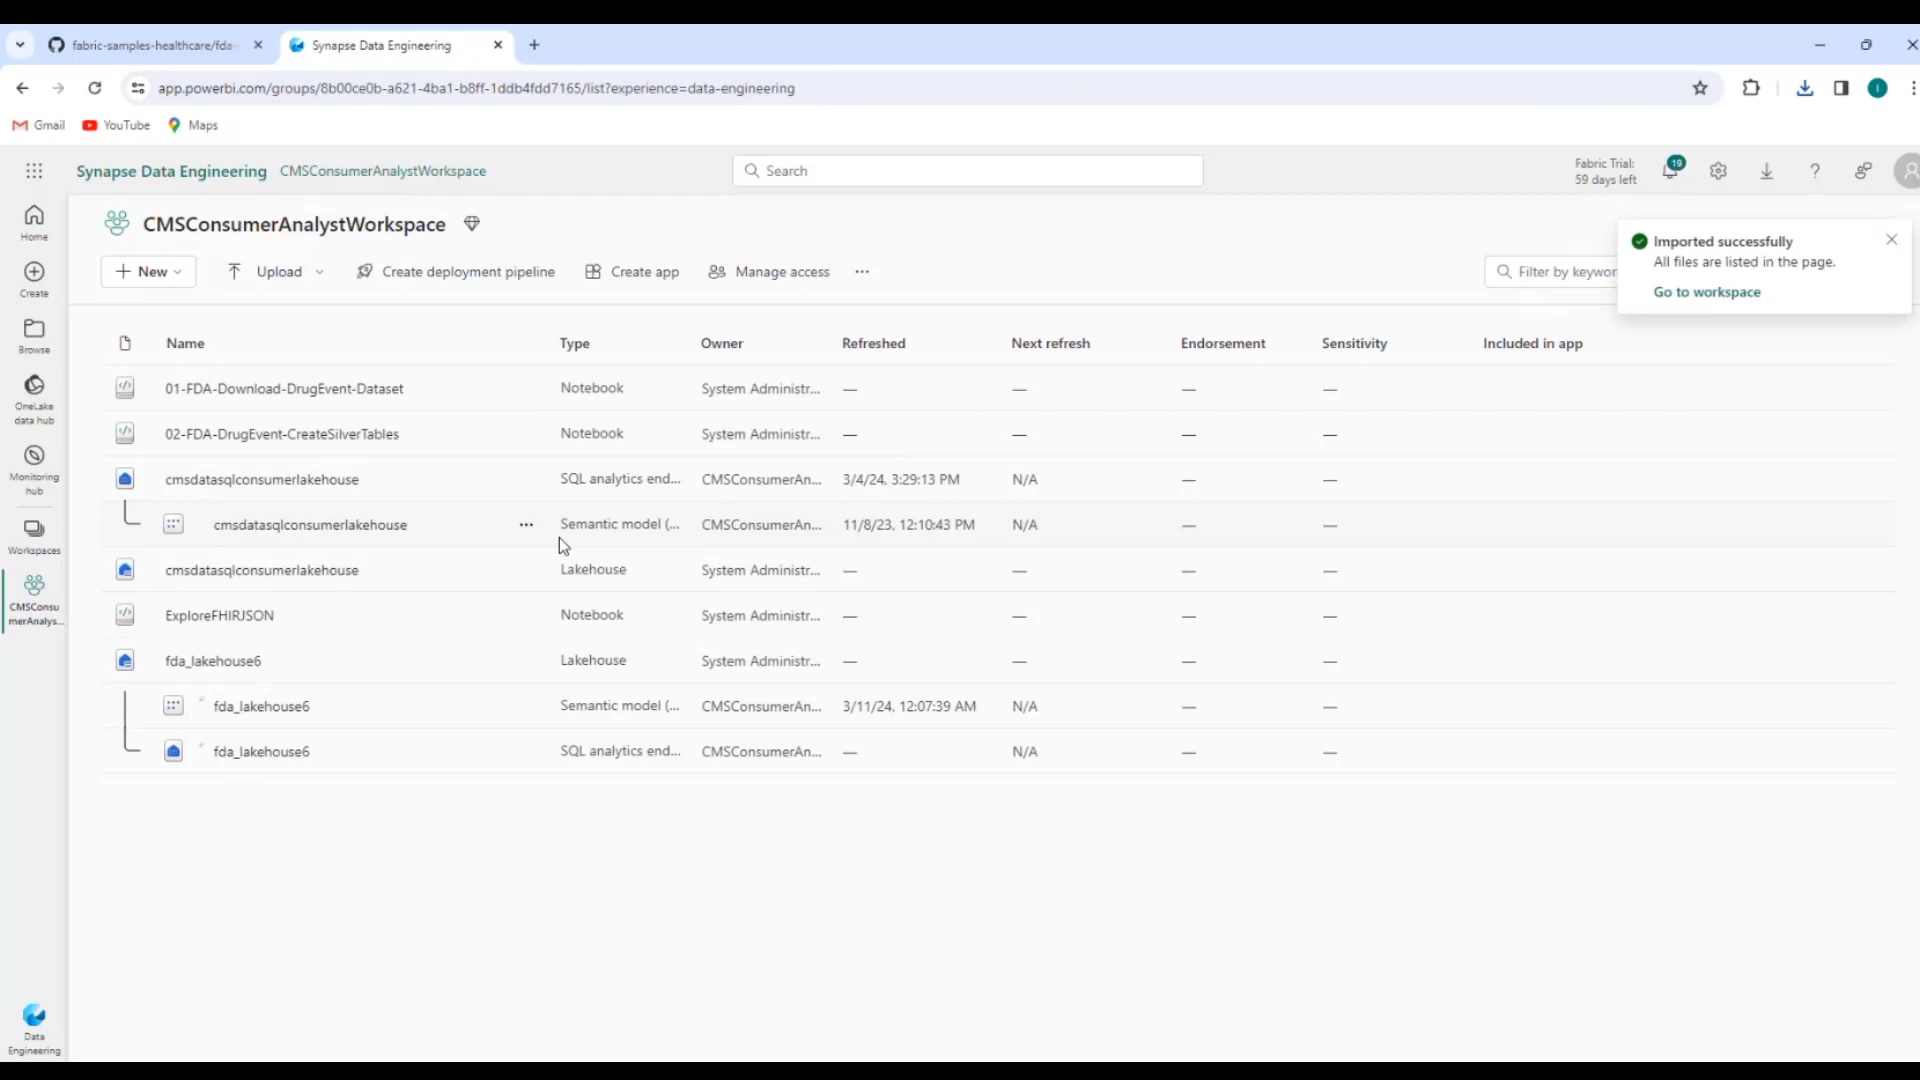 fabric-samples-healthcare/fda-
Synapse Data Engineering
app.powerbi.com/groups/8b00ce0b-a621-4ba1-b8ff-1ddb4fdd7165/list?experience=data-engineering
Gmail YouTube Maps
Synapse Data Engineering CMSConsumerAnalystWorkspace
Search
Fabric Trial:
59 days left
19
Home
Create
Browse
OneLake
data hub
Monitoring
hub
Workspaces
CMSConsu
merAnalys...
Data
Engineering
CMSConsumerAnalystWorkspace
New Upload Create deployment pipeline Create app Manage access ...
Filter by keywor
Imported successfully
All files are listed in the page.
Go to workspace
Name Type Owner Refreshed Next refresh Endorsement Sensitivity Included in app
01-FDA-Download-DrugEvent-Dataset Notebook System Administr... — — — —
02-FDA-DrugEvent-CreateSilverTables Notebook System Administr... — — — —
cmsdatasqlconsumerlakehouse SQL analytics end... CMSConsumerAn... 3/4/24, 3:29:13 PM N/A — —
cmsdatasqlconsumerlakehouse ... Semantic model (... CMSConsumerAn... 11/8/23, 12:10:43 PM N/A — —
cmsdatasqlconsumerlakehouse Lakehouse System Administr... — — — —
ExploreFHIRJSON Notebook System Administr... — — — —
fda_lakehouse6 Lakehouse System Administr... — — — —
fda_lakehouse6 Semantic model (... CMSConsumerAn... 3/11/24, 12:07:39 AM N/A — —
fda_lakehouse6 SQL analytics end... CMSConsumerAn... — N/A — —